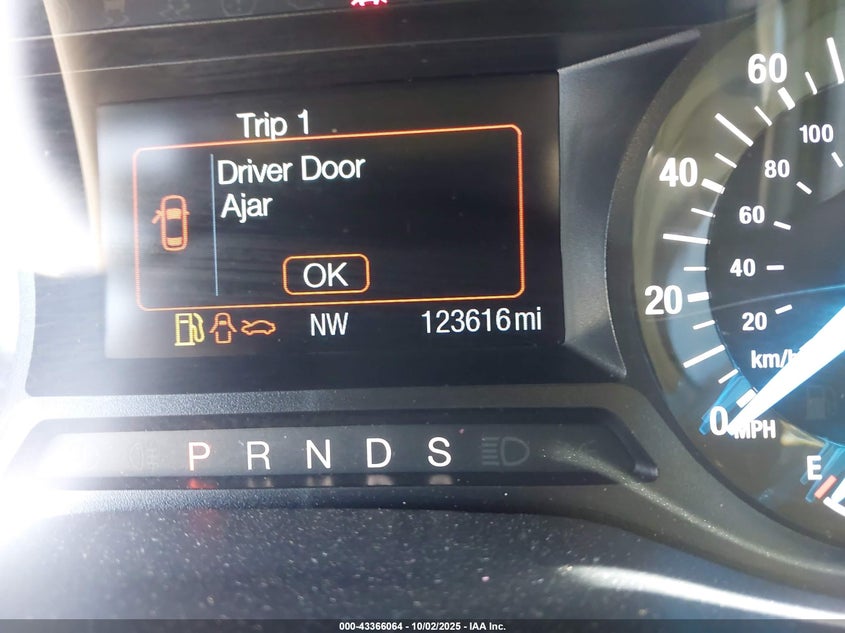 Trip 1
Driver Door
Ajar
OK
NW 123616 mi
P R N D S
60
40
20
0
MPH
100
80
60
40
20
km/h
E
000-43366064 - 10/02/2025 - IAA Inc.